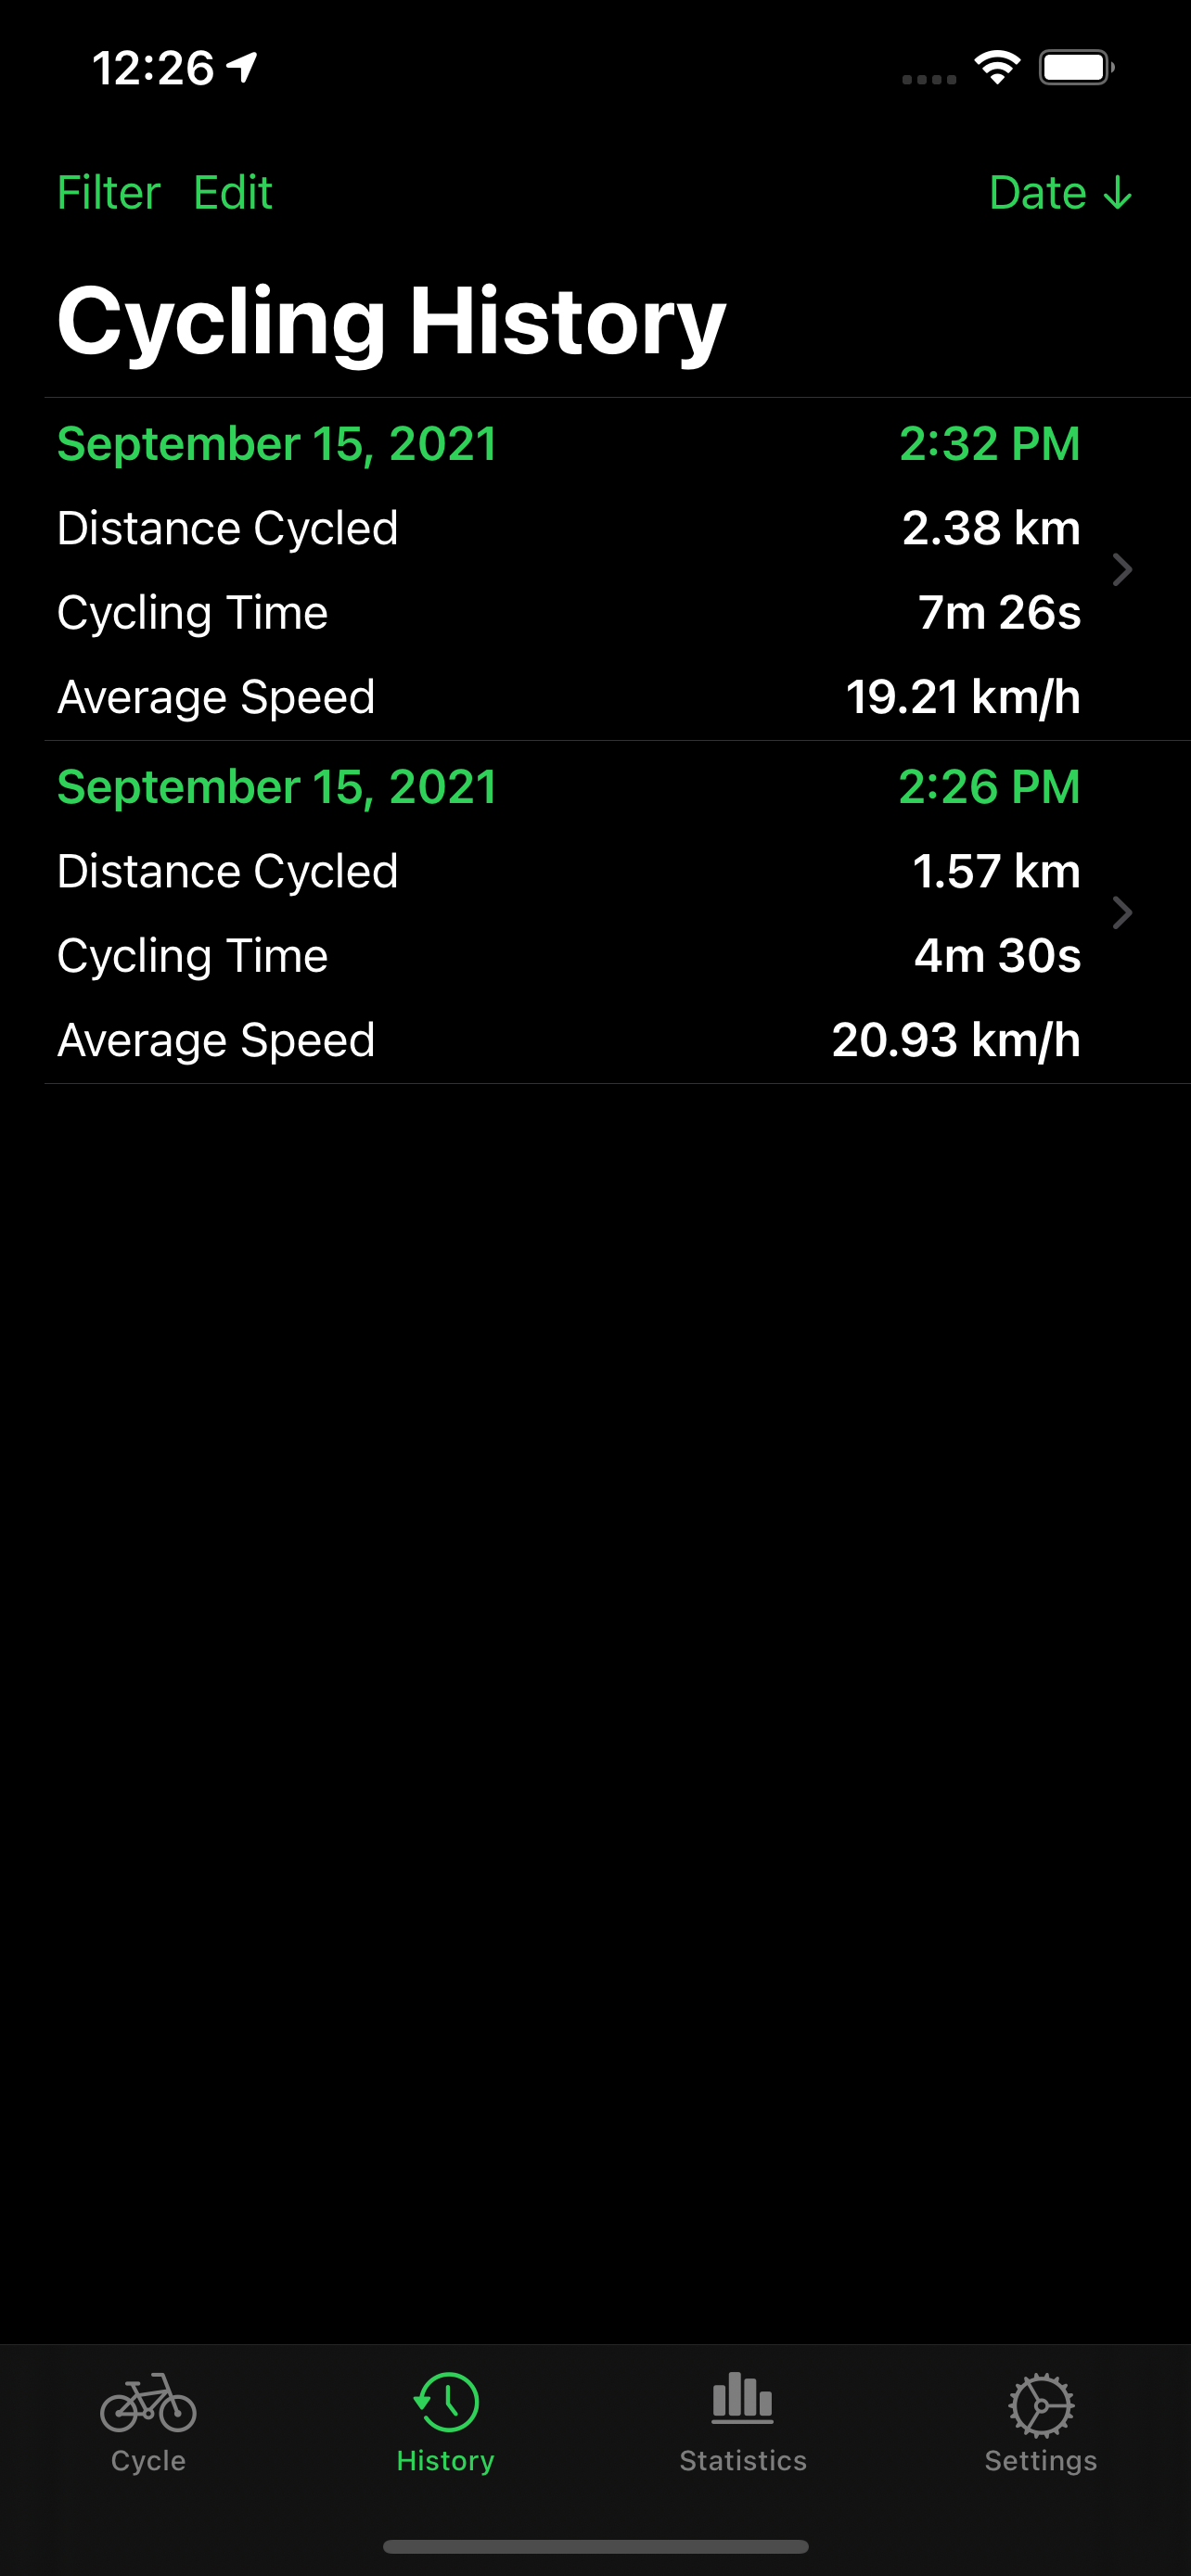 12:26
Filter Edit Date ↓
Cycling History
September 15, 2021 2:32 PM
Distance Cycled 2.38 km
Cycling Time 7m 26s
Average Speed 19.21 km/h
September 15, 2021 2:26 PM
Distance Cycled 1.57 km
Cycling Time 4m 30s
Average Speed 20.93 km/h
Cycle History Statistics Settings